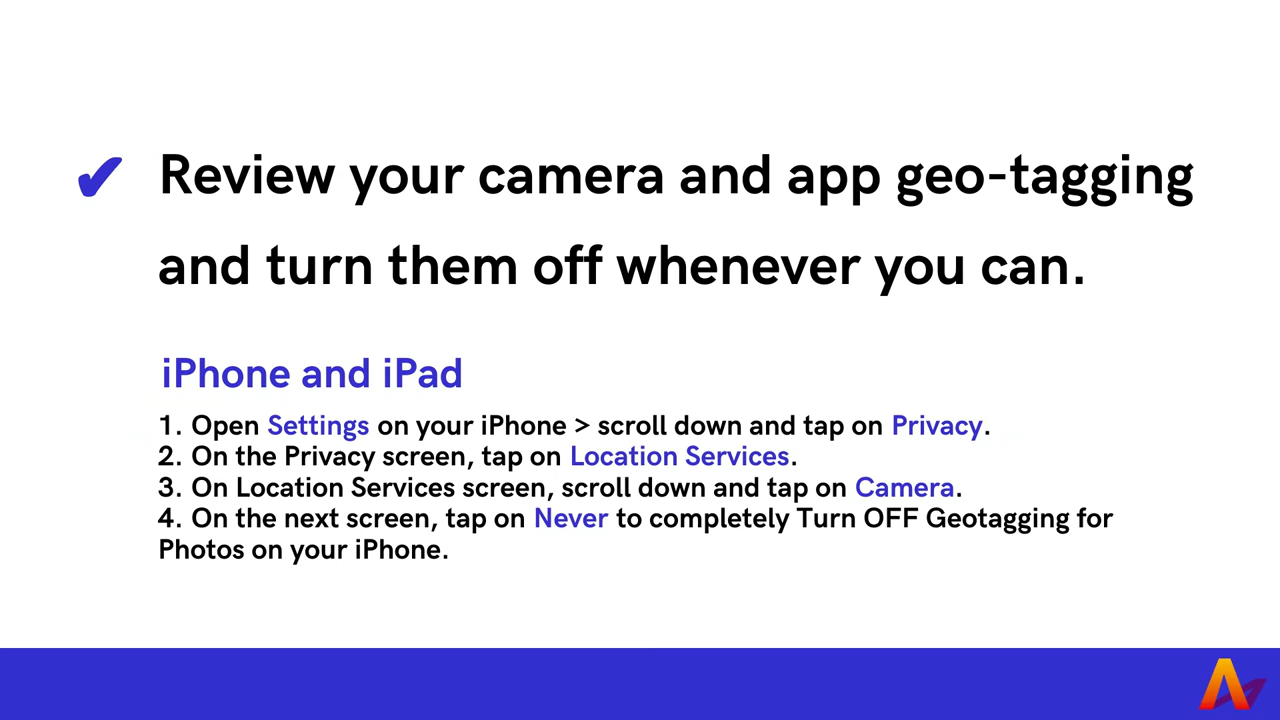 ✔ Review your camera and app geo-tagging
and turn them off whenever you can.
iPhone and iPad
1. Open Settings on your iPhone > scroll down and tap on Privacy.
2. On the Privacy screen, tap on Location Services.
3. On Location Services screen, scroll down and tap on Camera.
4. On the next screen, tap on Never to completely Turn OFF Geotagging for
Photos on your iPhone.